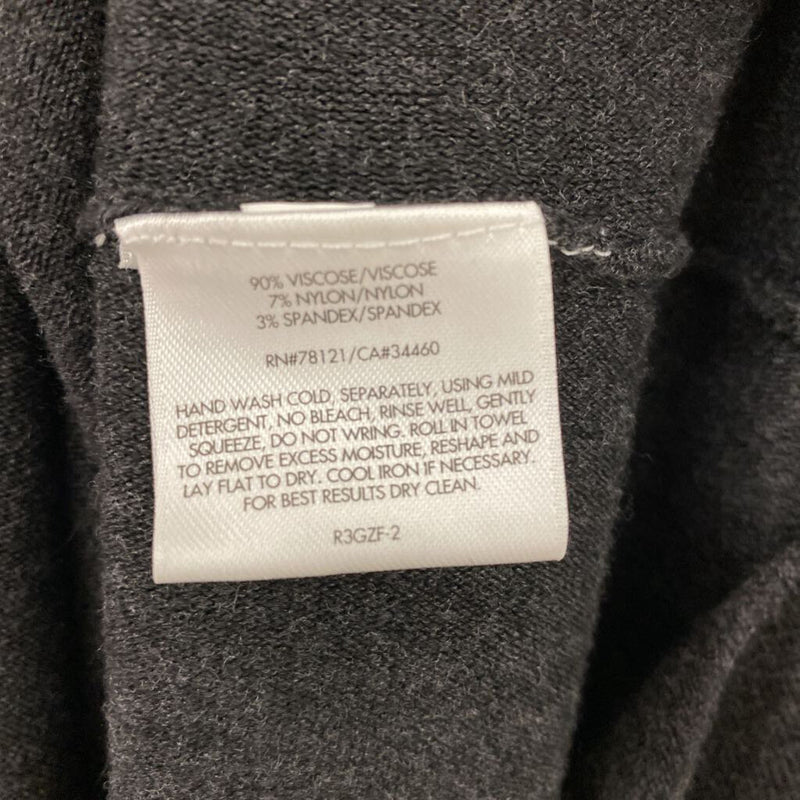 90% VISCOSE/VISCOSE
7% NYLON/NYLON
3% SPANDEX/SPANDEX
RN#78121/CA#34460
HAND WASH COLD, SEPARATELY, USING MILD
DETERGENT, NO BLEACH, RINSE WELL, GENTLY
SQUEEZE, DO NOT WRING. ROLL IN TOWEL
TO REMOVE EXCESS MOISTURE, RESHAPE AND
LAY FLAT TO DRY. COOL IRON IF NECESSARY.
FOR BEST RESULTS DRY CLEAN.
R3GZF-2